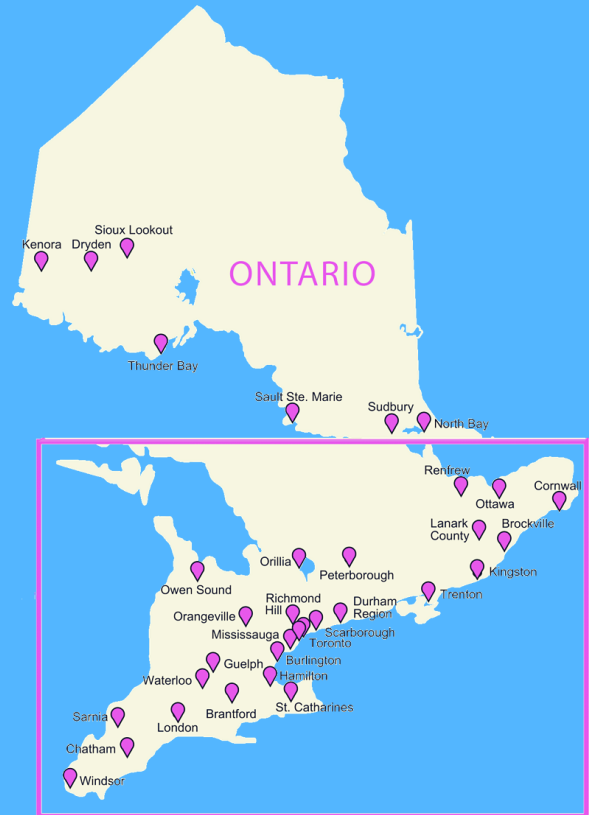 Sioux Lookout
Kenora
Dryden
ONTARIO
Thunder Bay
Sault Ste. Marie
Sudbury
North Bay
Renfrew
Ottawa
Cornwall
Lanark
County
Brockville
Orillia
Peterborough
Kingston
Owen Sound
Trenton
Richmond
Hill
Durham
Region
Orangeville
Mississauga
Scarborough
Toronto
Guelph
Burlington
Waterloo
Hamilton
Brantford
St. Catharines
Sarnia
London
Chatham
Windsor